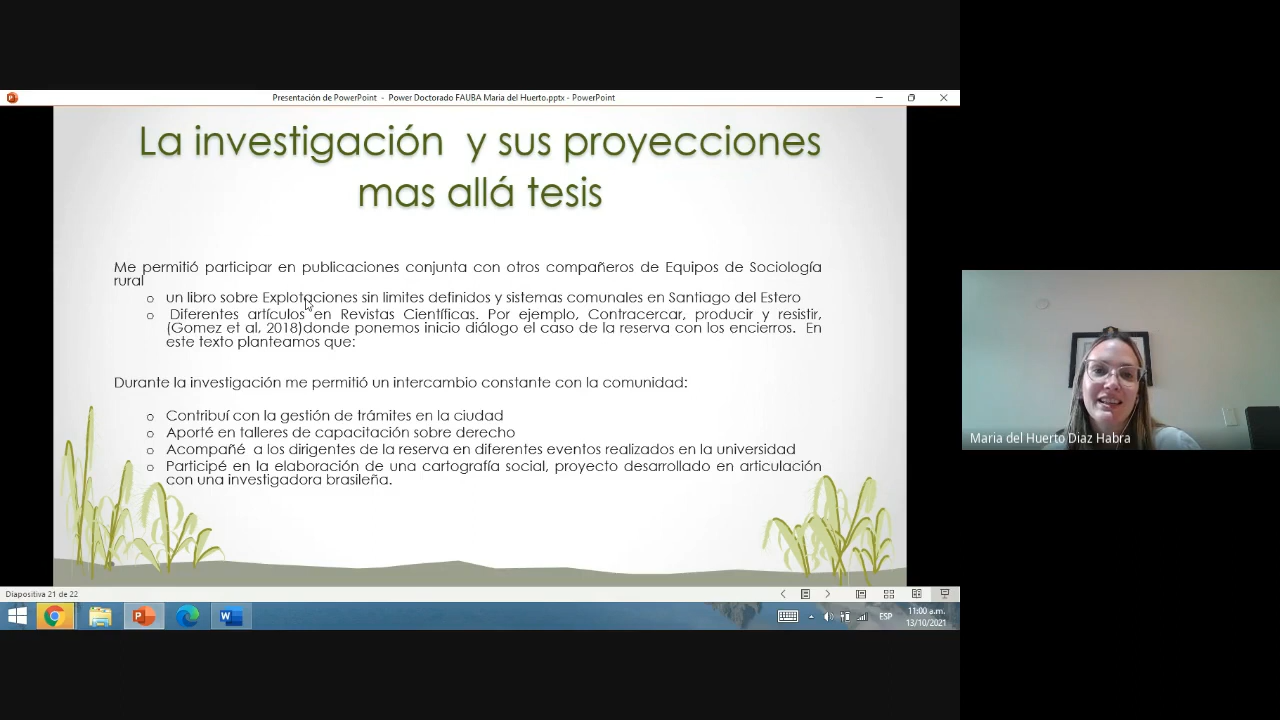 Presentación de PowerPoint - Power Doctorado FAUBA Maria del Huerto.pptx - PowerPoint
La investigación y sus proyecciones
mas allá tesis
Me permitió participar en publicaciones conjunta con otros compañeros de Equipos de Sociología
rural
o un libro sobre Explotaciones sin limites definidos y sistemas comunales en Santiago del Estero
o Diferentes artículos en Revistas Científicas. Por ejemplo, Contracercar, producir y resistir,
(Gomez et al, 2018)donde ponemos inicio diálogo el caso de la reserva con los encierros. En
este texto planteamos que:
Durante la investigación me permitió un intercambio constante con la comunidad:
o Contribuí con la gestión de trámites en la ciudad
o Aporté en talleres de capacitación sobre derecho
o Acompañé a los dirigentes de la reserva en diferentes eventos realizados en la universidad
o Participé en la elaboración de una cartografía social, proyecto desarrollado en articulación
con una investigadora brasileña.
Maria del Huerto Diaz Habra
Diapositiva 21 de 22
ESP
11:00 a.m.
13/10/2021